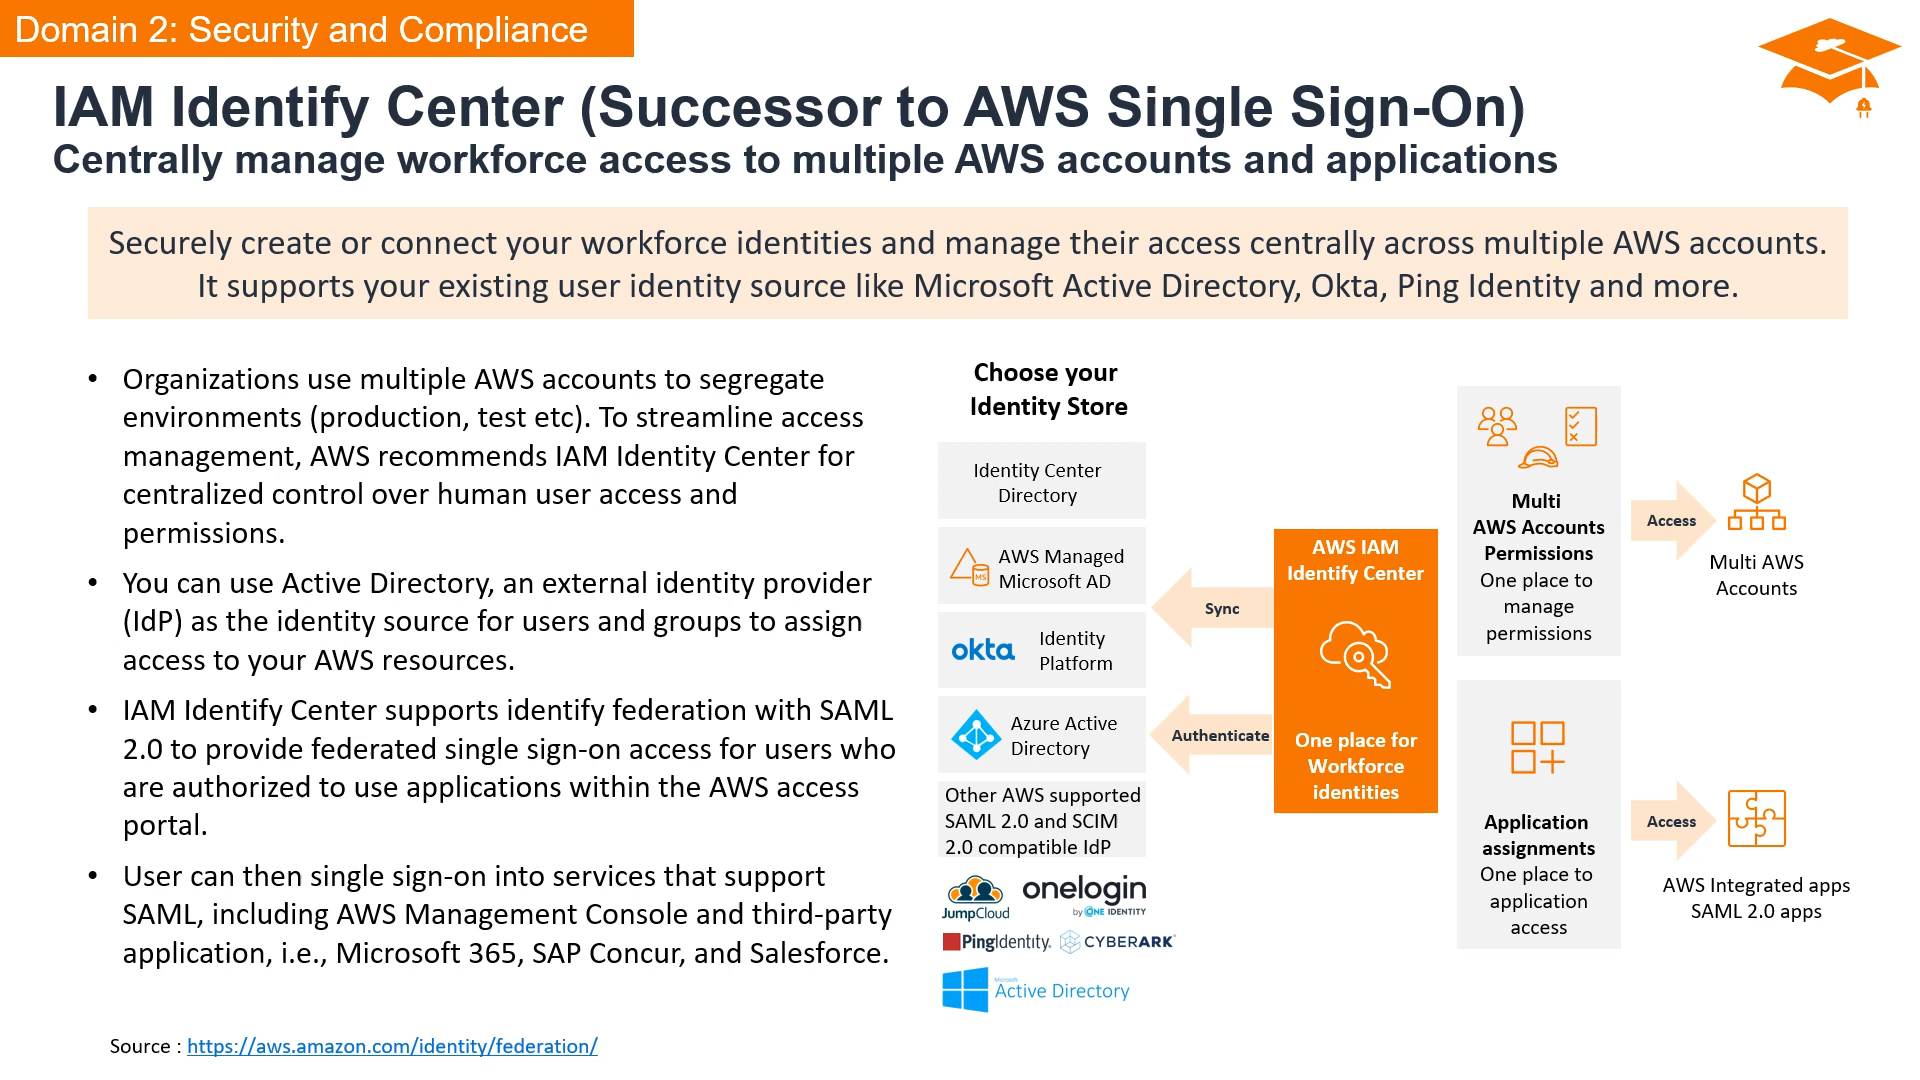 Domain 2: Security and Compliance
IAM Identify Center (Successor to AWS Single Sign-On)
Centrally manage workforce access to multiple AWS accounts and applications
Securely create or connect your workforce identities and manage their access centrally across multiple AWS accounts.
It supports your existing user identity source like Microsoft Active Directory, Okta, Ping Identity and more.
• Organizations use multiple AWS accounts to segregate
environments (production, test etc). To streamline access
management, AWS recommends IAM Identity Center for
centralized control over human user access and
permissions.
• You can use Active Directory, an external identity provider
(IdP) as the identity source for users and groups to assign
access to your AWS resources.
• IAM Identify Center supports identify federation with SAML
2.0 to provide federated single sign-on access for users who
are authorized to use applications within the AWS access
portal.
• User can then single sign-on into services that support
SAML, including AWS Management Console and third-party
application, i.e., Microsoft 365, SAP Concur, and Salesforce.
Choose your
Identity Store
Identity Center
Directory
MS
AWS Managed
Microsoft AD
okta
Identity
Platform
Azure Active
Directory
Other AWS supported
SAML 2.0 and SCIM
2.0 compatible IdP
JumpCloud
onelogin
by ONE IDENTITY
PingIdentity.
CYBERARK
Microsoft
Active Directory
Sync
Authenticate
AWS IAM
Identify Center
One place for
Workforce
identities
Multi
AWS Accounts
Permissions
One place to
manage
permissions
Access
Multi AWS
Accounts
Application
assignments
One place to
application
access
Access
AWS Integrated apps
SAML 2.0 apps
Source : https://aws.amazon.com/identity/federation/